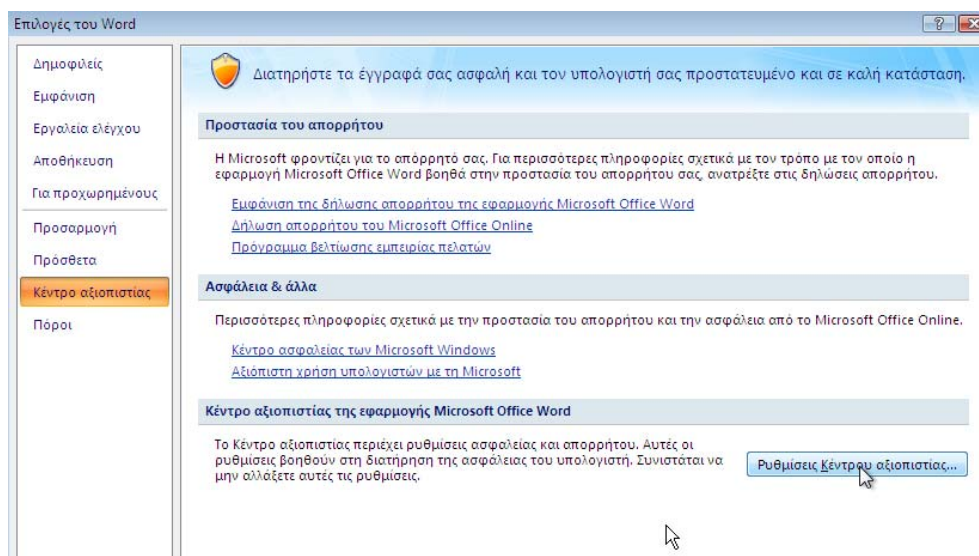 Επιλογές του Word
Δημοφιλείς
Εμφάνιση
Εργαλεία ελέγχου
Αποθήκευση
Για προχωρημένους
Προσαρμογή
Πρόσθετα
Κέντρο αξιοπιστίας
Πόροι
Διατηρήστε τα έγγραφά σας ασφαλή και τον υπολογιστή σας προστατευμένο και σε καλή κατάσταση.
Προστασία του απορρήτου
Η Microsoft φροντίζει για το απόρρητό σας. Για περισσότερες πληροφορίες σχετικά με τον τρόπο με τον οποίο η
εφαρμογή Microsoft Office Word βοηθά στην προστασία του απορρήτου σας, ανατρέξτε στις δηλώσεις απορρήτου.
Εμφάνιση της δήλωσης απορρήτου της εφαρμογής Microsoft Office Word
Δήλωση απορρήτου του Microsoft Office Online
Πρόγραμμα βελτίωσης εμπειρίας πελατών
Ασφάλεια & άλλα
Περισσότερες πληροφορίες σχετικά με την προστασία του απορρήτου και την ασφάλεια από το Microsoft Office Online.
Κέντρο ασφαλείας των Microsoft Windows
Αξιόπιστη χρήση υπολογιστών με τη Microsoft
Κέντρο αξιοπιστίας της εφαρμογής Microsoft Office Word
Το Κέντρο αξιοπιστίας περιέχει ρυθμίσεις ασφαλείας και απορρήτου. Αυτές οι
ρυθμίσεις βοηθούν στη διατήρηση της ασφάλειας του υπολογιστή. Συνιστάται να
μην αλλάξετε αυτές τις ρυθμίσεις.
Ρυθμίσεις Κέντρου αξιοπιστίας...